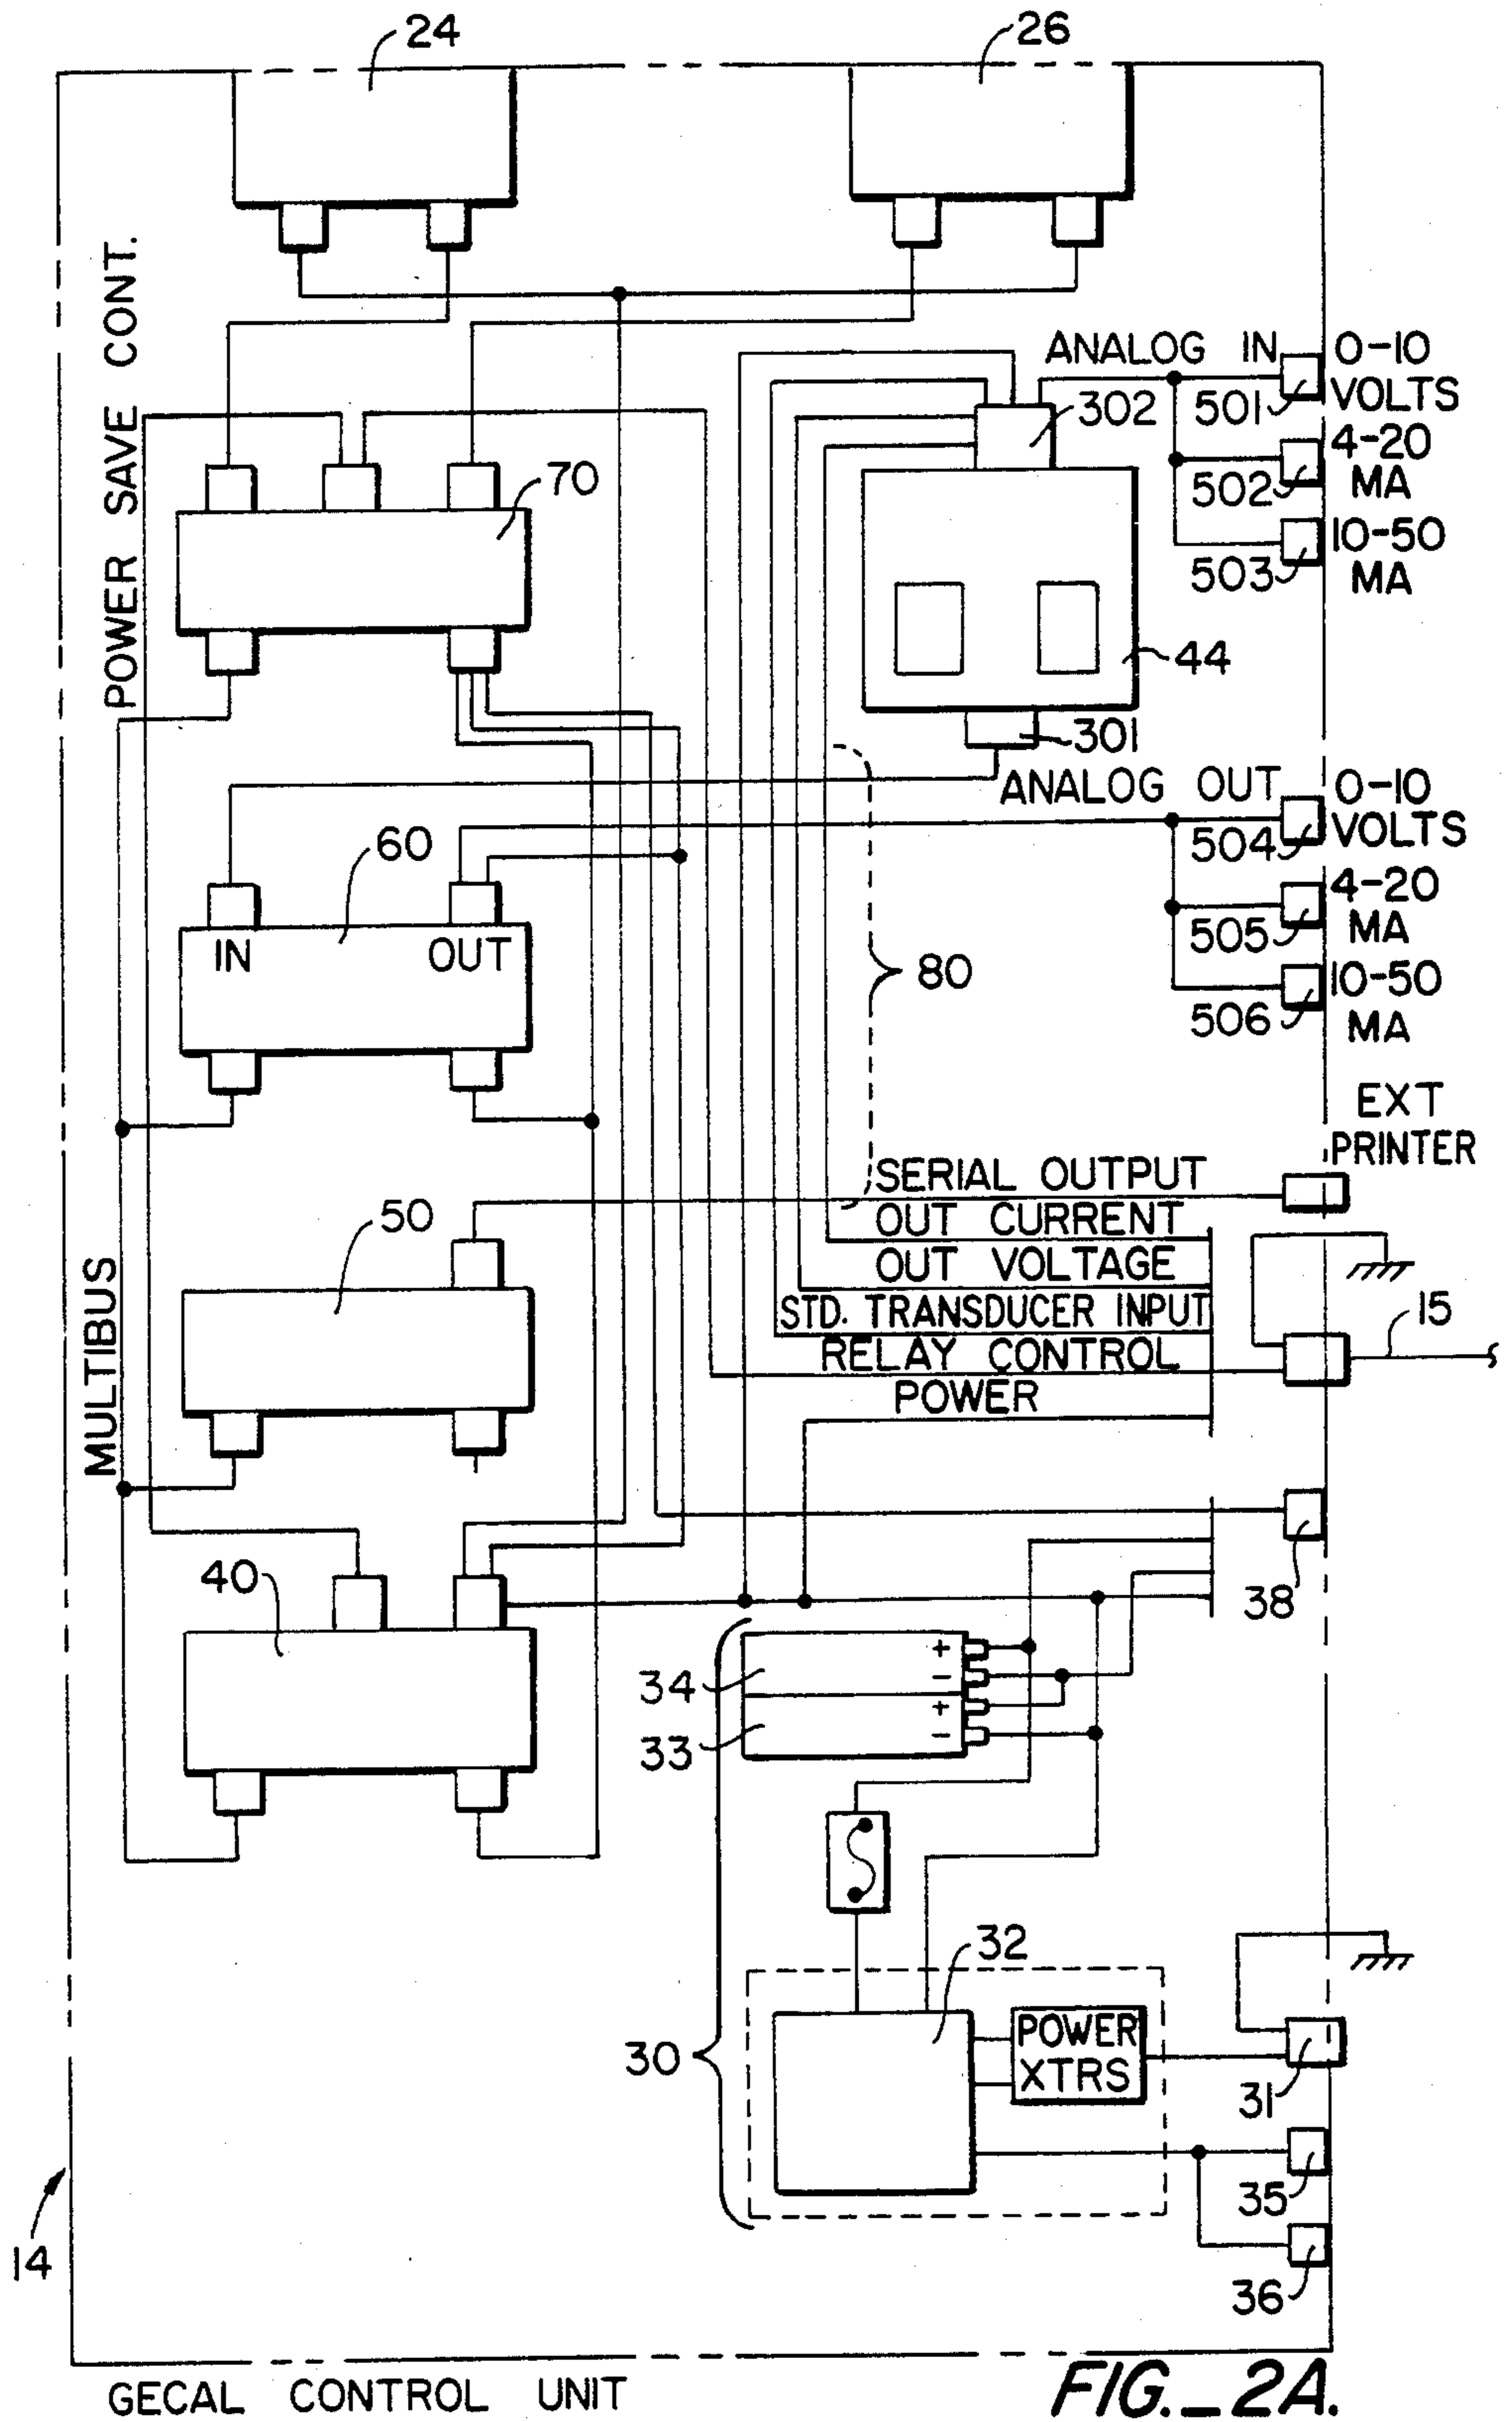 24
26
POWER SAVE CONT.
ANALOG IN
0-10
VOLTS
501
302
4-20
MA
502
10-50
MA
503
70
44
301
ANALOG OUT
0-10
VOLTS
504
4-20
MA
505
10-50
MA
506
60
IN
OUT
80
EXT
PRINTER
SERIAL OUTPUT
OUT CURRENT
OUT VOLTAGE
STD. TRANSDUCER INPUT
RELAY CONTROL
POWER
15
50
MULTIBUS
38
40
+
34
-
+
33
-
32
30
POWER
XTRS
31
35
36
14
GECAL CONTROL UNIT
FIG._2A.